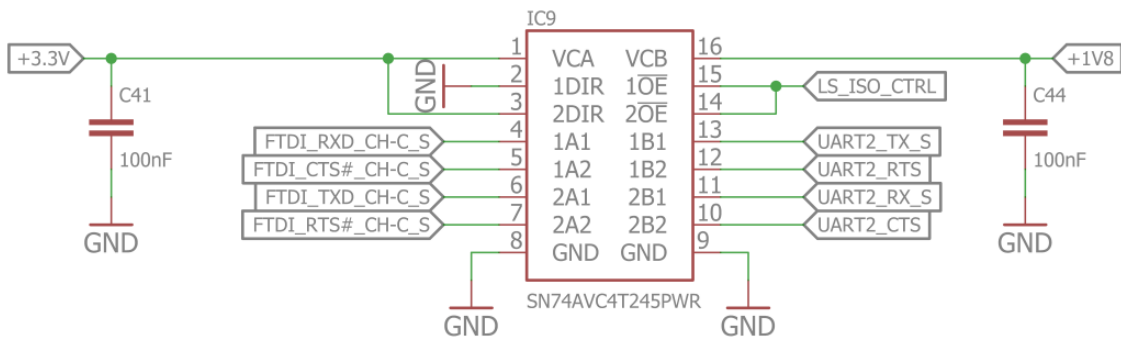 IC9
+3.3V
1
VCA
VCB
16
+1V8
GND
2
1DIR
1OE
15
LS_ISO_CTRL
C41
3
2DIR
2OE
14
C44
FTDI_RXD_CH-C_S
4
1A1
1B1
13
UART2_TX_S
100nF
FTDI_CTS#_CH-C_S
5
1A2
1B2
12
UART2_RTS
100nF
FTDI_TXD_CH-C_S
6
2A1
2B1
11
UART2_RX_S
FTDI_RTS#_CH-C_S
7
2A2
2B2
10
UART2_CTS
GND
8
GND
GND
9
GND
SN74AVC4T245PWR
GND
GND